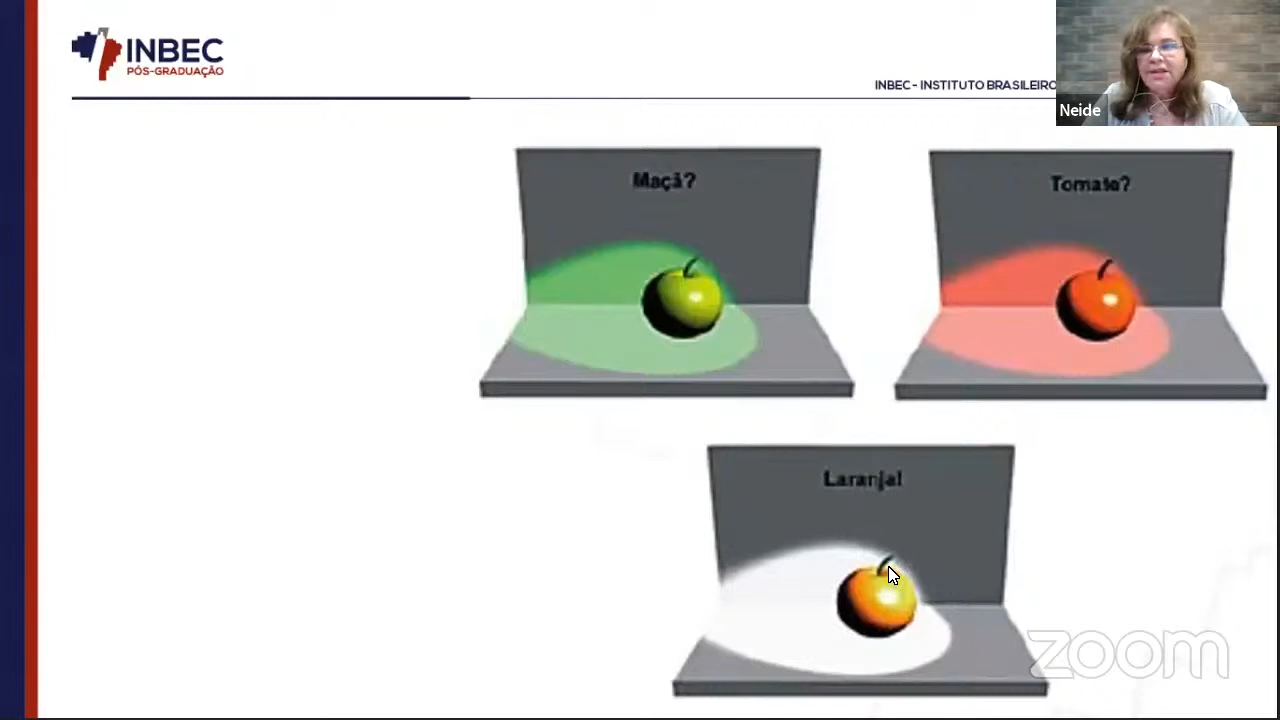 INBEC
PÓS-GRADUAÇÃO
INBEC - INSTITUTO BRASILEIRO
Neide
Maçã?
Tomate?
Laranja!
zoom